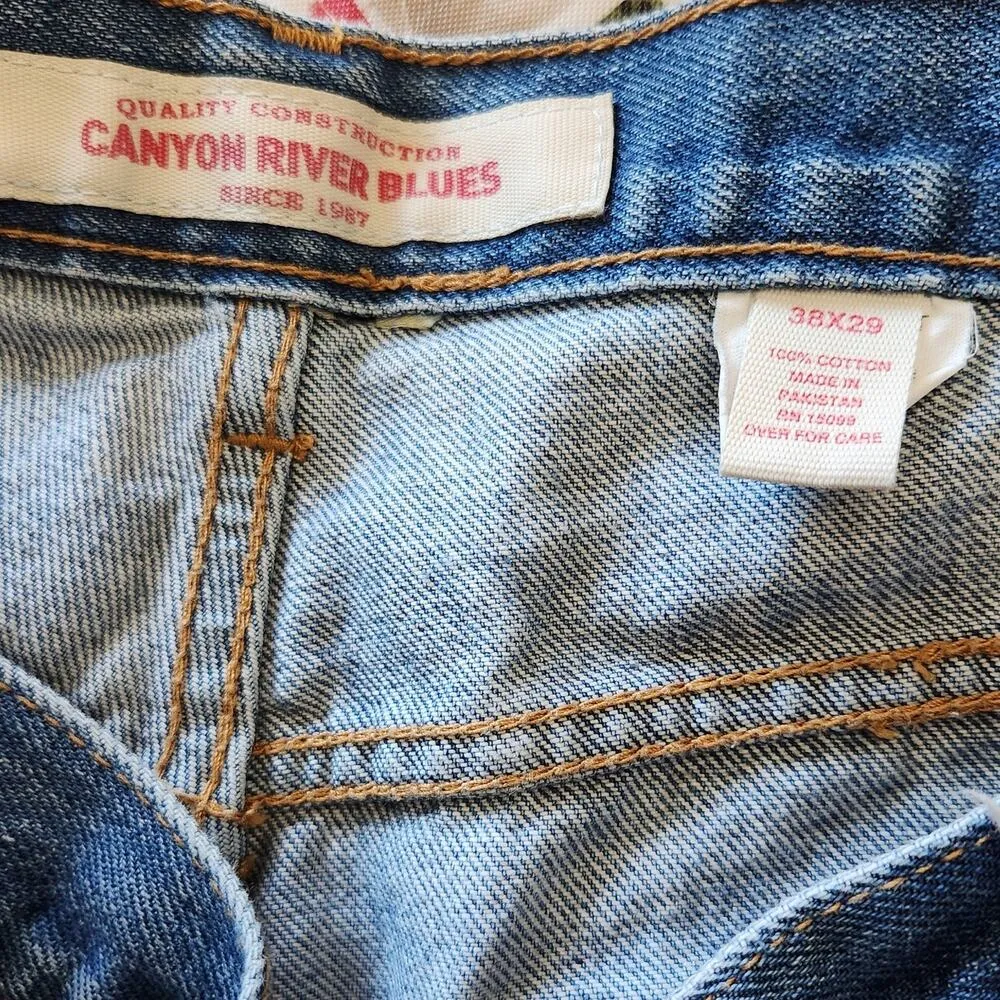 QUALITY CONSTRUCTION
CANYON RIVER BLUES
SINCE 1987
38X29
100% COTTON
MADE IN
PAKISTAN
RN 15099
OVER FOR CARE